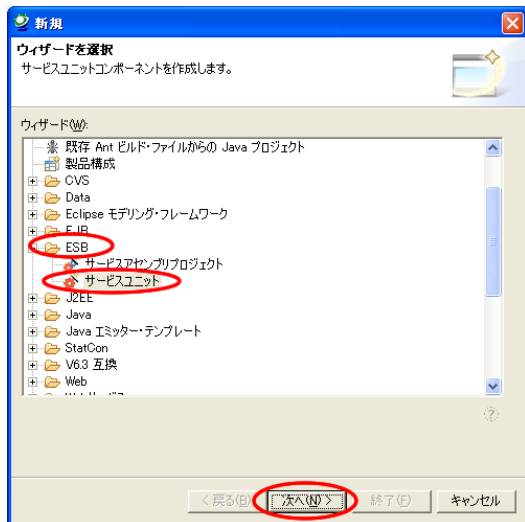 新規
ウィザードを選択
サービスユニットコンポーネントを作成します。
ウィザード(W):
既存 Ant ビルド・ファイルからの Java プロジェクト
製品構成
CVS
Data
Eclipse モデリング・フレームワーク
EJB
ESB
サービスアセンブリプロジェクト
サービスユニット
J2EE
Java
Java エミッター・テンプレート
StatCon
V6.3 互換
Web
< 戻る(B) 次へ(N) > 終了(F) キャンセル